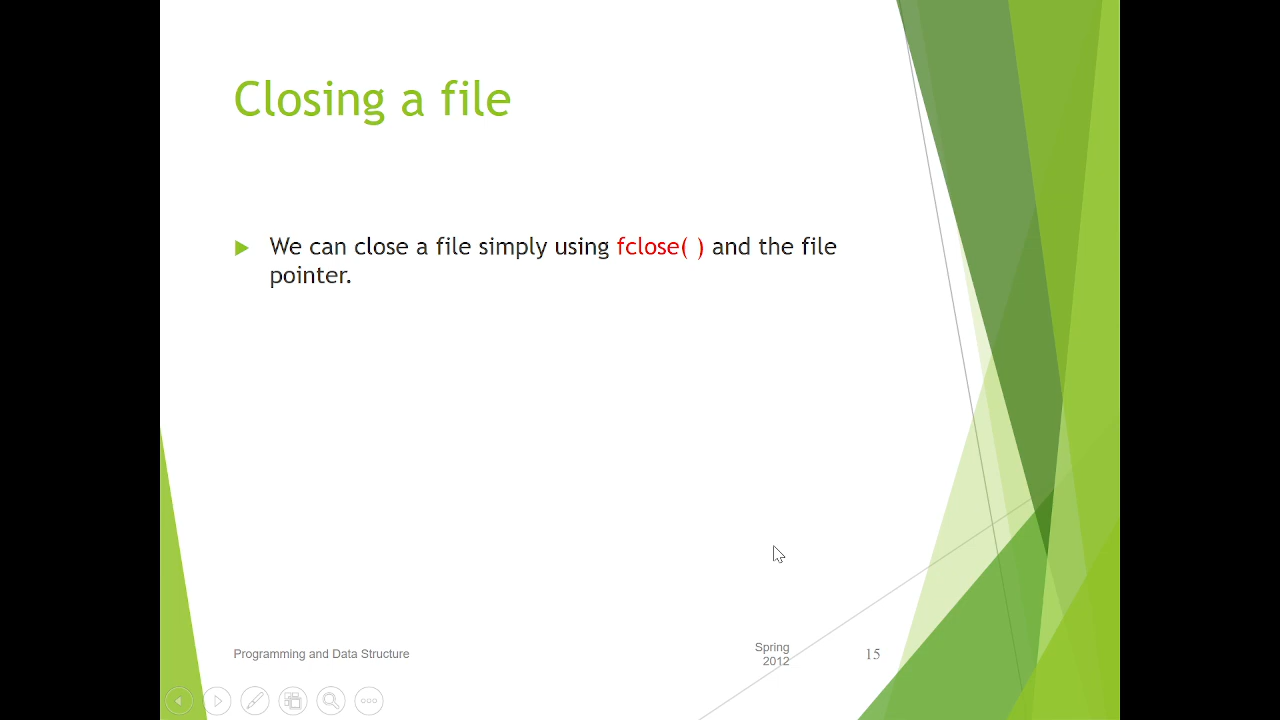 Closing a file
We can close a file simply using fclose( ) and the file
pointer.
Programming and Data Structure
Spring
2012
15